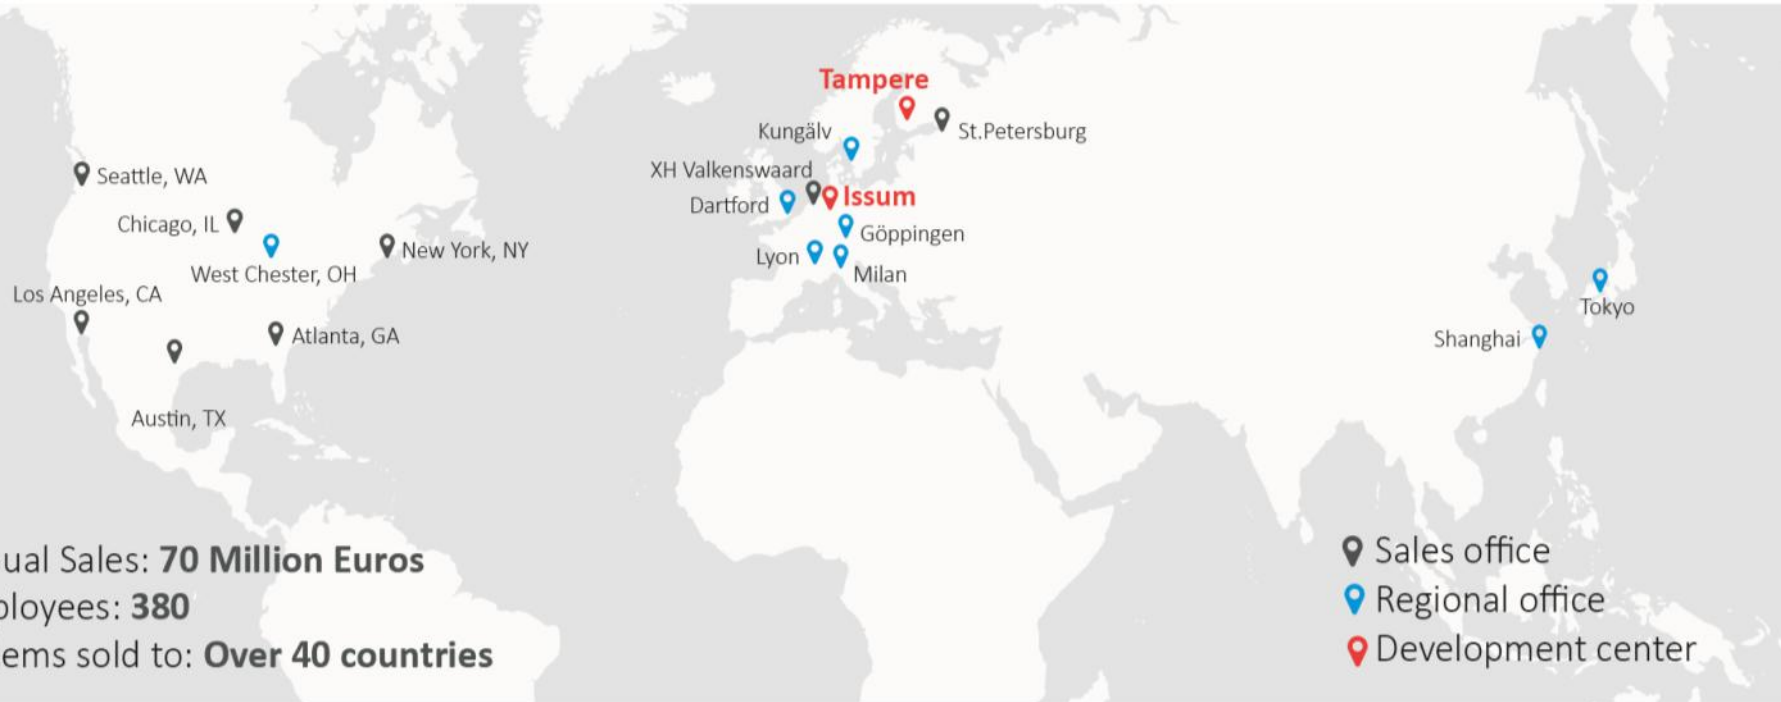 Tampere
St.Petersburg
Kungälv
XH Valkenswaard
Issum
Dartford
Göppingen
Lyon
Milan
Seattle, WA
Chicago, IL
New York, NY
West Chester, OH
Los Angeles, CA
Atlanta, GA
Austin, TX
Tokyo
Shanghai
ual Sales: 70 Million Euros
ployees: 380
ems sold to: Over 40 countries
Sales office
Regional office
Development center